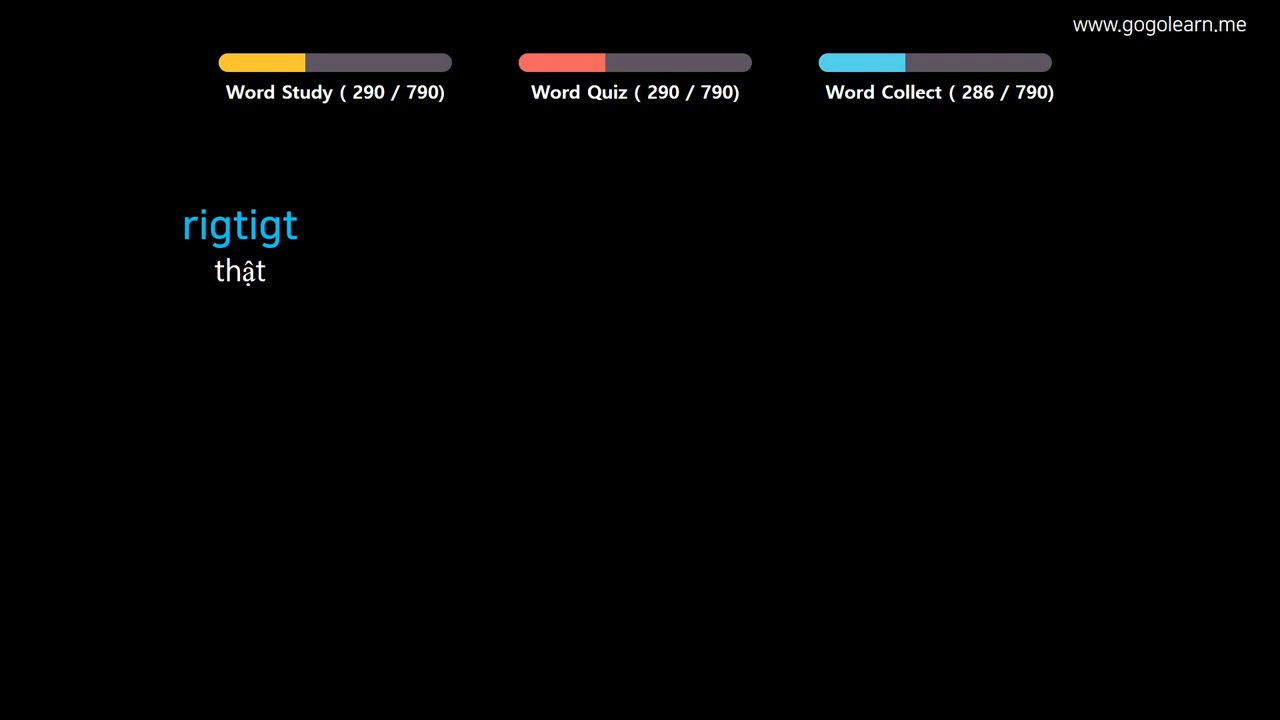 www.gogolearn.me
Word Study ( 290 / 790)
Word Quiz ( 290 / 790)
Word Collect ( 286 / 790)
rigtigt
thật